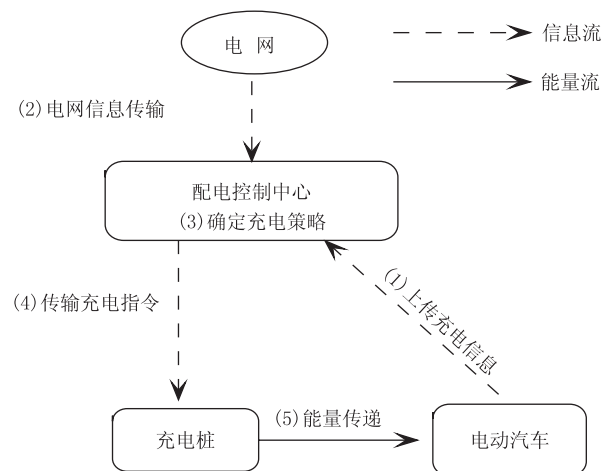 电 网
信息流
能量流
(2)电网信息传输
配电控制中心
(3)确定充电策略
(1)上传充电信息
(4)传输充电指令
充电桩
(5)能量传递
电动汽车